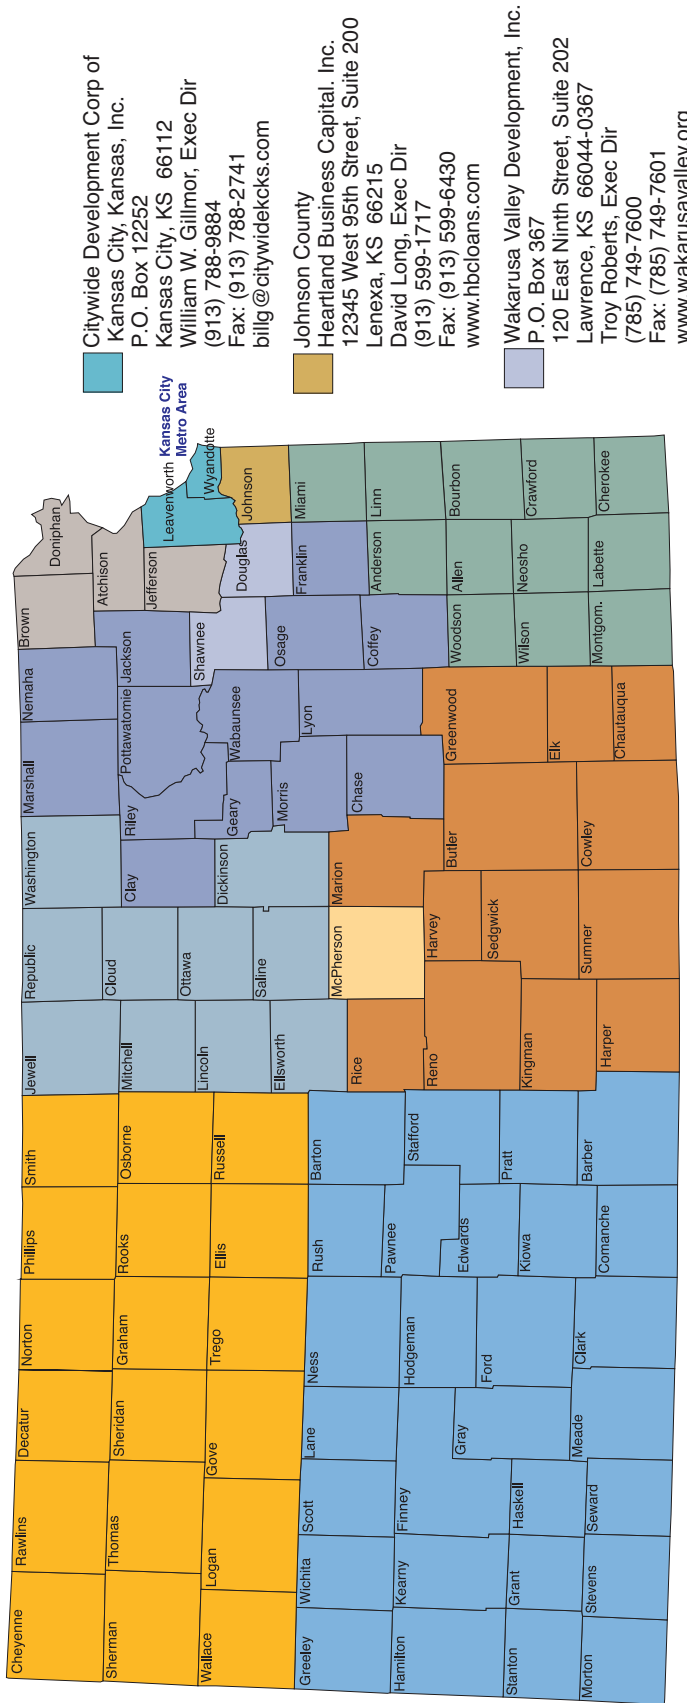 Cheyenne
Rawlins
Decatur
Norton
Phillips
Smith
Jewell
Republic
Washington
Marshall
Nemaha
Brown
Doniphan
Sherman
Thomas
Sheridan
Graham
Rooks
Osborne
Mitchell
Cloud
Clay
Riley
Pottawatomie
Jackson
Atchison
Jefferson
Leavenworth
Wyandotte
Kansas City
Metro Area
Wallace
Logan
Gove
Trego
Ellis
Russell
Lincoln
Ottawa
Saline
Dickinson
Geary
Wabaunsee
Shawnee
Douglas
Johnson
Greeley
Wichita
Scott
Lane
Ness
Rush
Barton
Ellsworth
Rice
McPherson
Marion
Morris
Chase
Lyon
Osage
Coffey
Franklin
Anderson
Miami
Linn
Hamilton
Kearny
Finney
Gray
Hodgeman
Pawnee
Edwards
Stafford
Reno
Harvey
Sedgwick
Butler
Greenwood
Woodson
Allen
Bourbon
Stanton
Grant
Haskell
Ford
Kiowa
Pratt
Kingman
Elk
Wilson
Neosho
Crawford
Morton
Stevens
Seward
Meade
Clark
Comanche
Barber
Harper
Sumner
Cowley
Chautauqua
Montgom.
Labette
Cherokee
Citywide Development Corp of
Kansas City, Kansas, Inc.
P.O. Box 12252
Kansas City, KS 66112
William W. Gillmor, Exec Dir
(913) 788-9884
Fax: (913) 788-2741
billg@citywidekcks.com
Johnson County
Heartland Business Capital. Inc.
12345 West 95th Street, Suite 200
Lenexa, KS 66215
David Long, Exec Dir
(913) 599-1717
Fax: (913) 599-6430
www.hbcloans.com
Wakarusa Valley Development, Inc.
P.O. Box 367
120 East Ninth Street, Suite 202
Lawrence, KS 66044-0367
Troy Roberts, Exec Dir
(785) 749-7600
Fax: (785) 749-7601
www.wakarusavalley.org